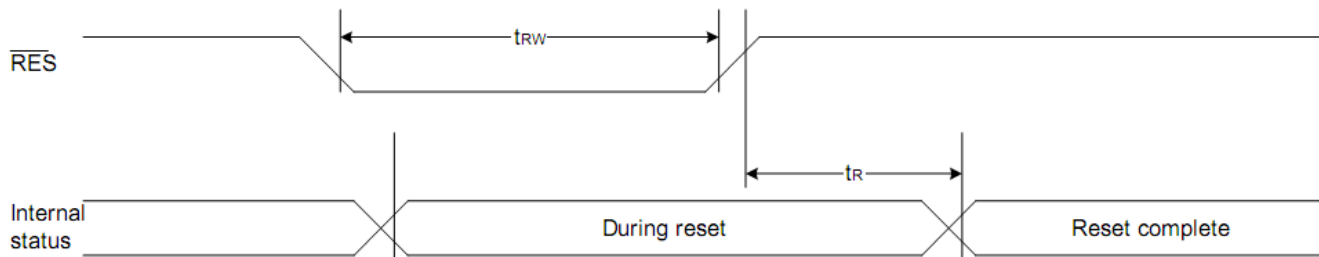 tRW
RES
tR
Internal
status
During reset
Reset complete